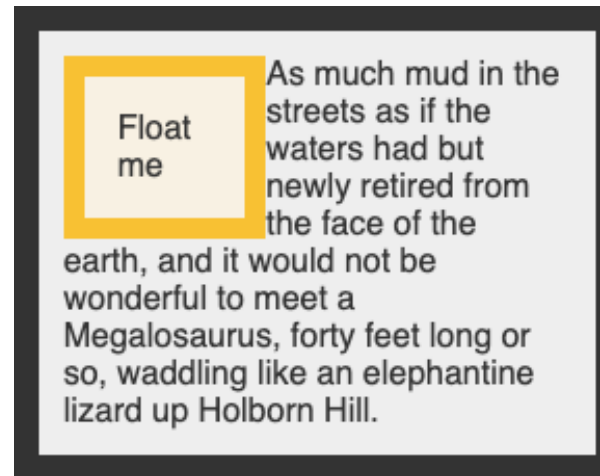 Float
me
As much mud in the
streets as if the
waters had but
newly retired from
the face of the
earth, and it would not be
wonderful to meet a
Megalosaurus, forty feet long or
so, waddling like an elephantine
lizard up Holborn Hill.